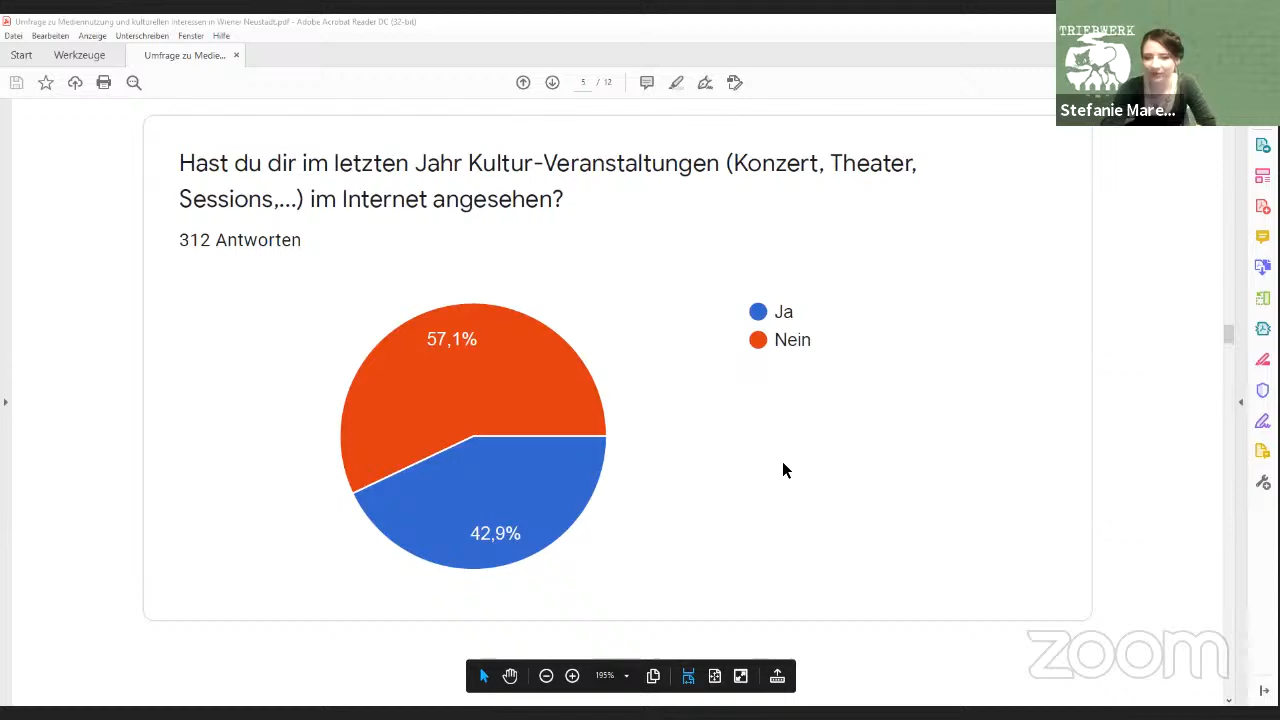 Umfrage zu Mediennutzung und kulturellen Interessen in Wiener Neustadt.pdf - Adobe Acrobat Reader DC (32-bit)
Datei Bearbeiten Anzeige Unterschreiben Fenster Hilfe
Start Werkzeuge Umfrage zu Medie... ×
5 / 12
TRIEBWERK
Stefanie Mare...
Hast du dir im letzten Jahr Kultur-Veranstaltungen (Konzert, Theater,
Sessions,...) im Internet angesehen?
312 Antworten
57,1%
42,9%
Ja
Nein
zoom
195%